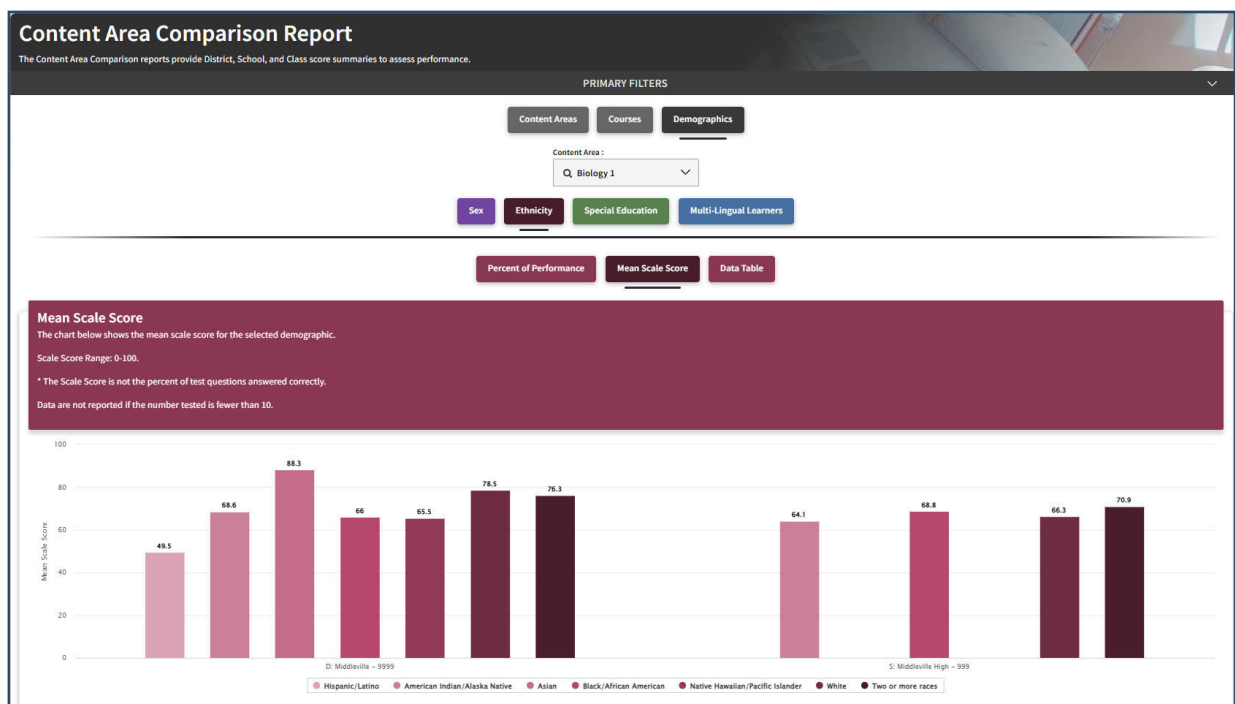 Content Area Comparison Report
The Content Area Comparison reports provide District, School, and Class score summaries to assess performance.
PRIMARY FILTERS
Content Areas Courses Demographics
Content Area :
Biology 1
Sex Ethnicity Special Education Multi-Lingual Learners
Percent of Performance Mean Scale Score Data Table
Mean Scale Score
The chart below shows the mean scale score for the selected demographic.
Scale Score Range: 0-100.
* The Scale Score is not the percent of test questions answered correctly.
Data are not reported if the number tested is fewer than 10.
Mean Scale Score
100
80
60
40
20
0
49.5 68.6 88.3 66 65.5 78.5 76.3
64.1 68.8 66.3 70.9
D: Middleville – 9999 S: Middleville High – 999
Hispanic/Latino American Indian/Alaska Native Asian Black/African American Native Hawaiian/Pacific Islander White Two or more races